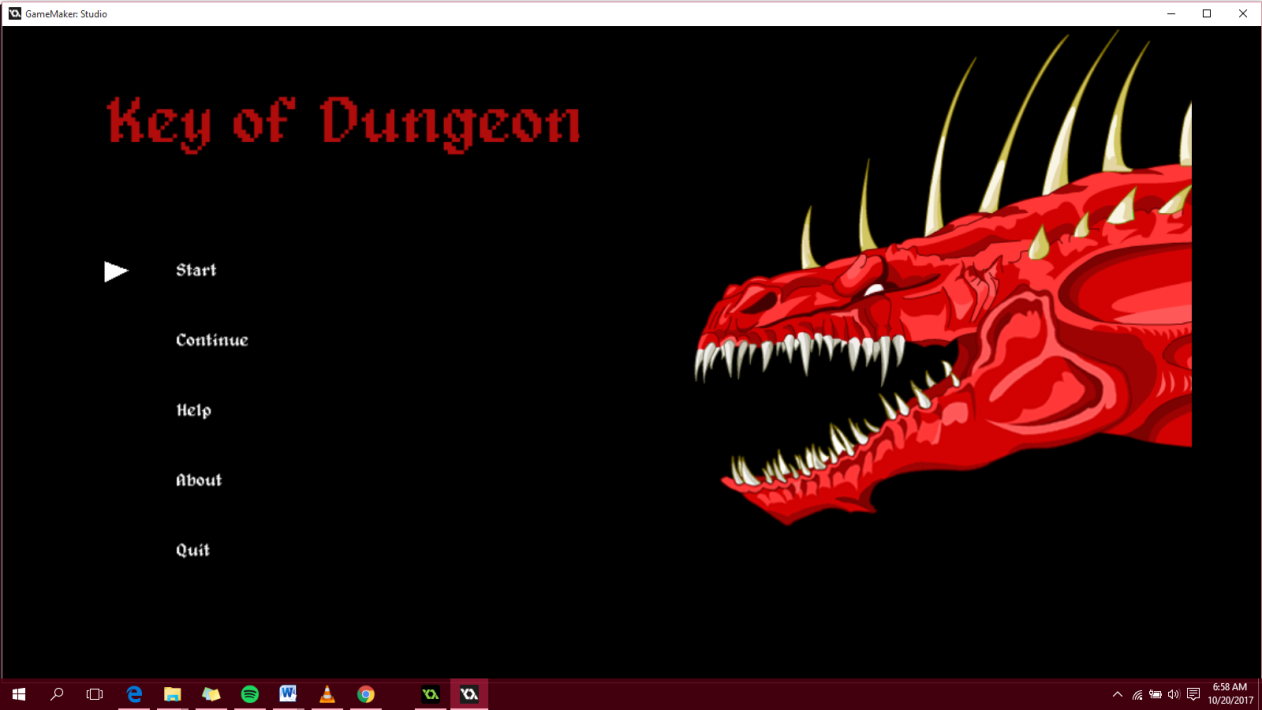 GameMaker: Studio
Key of Dungeon
Start
Continue
Help
About
Quit
6:58 AM
10/20/2017